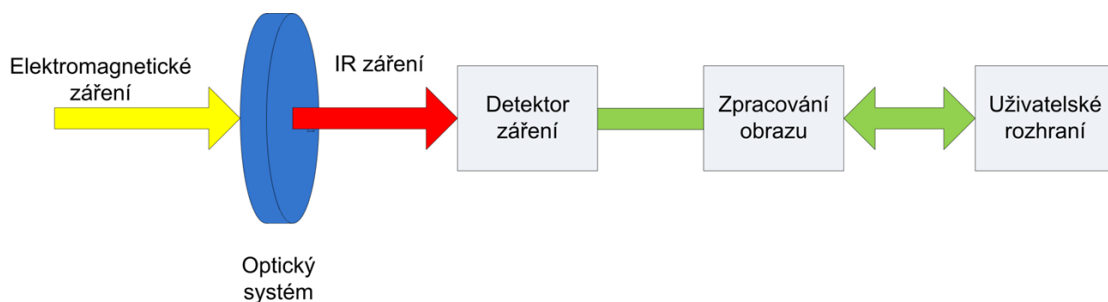 Elektromagnetické
záření
IR záření
Detektor
záření
Zpracování
obrazu
Uživatelské
rozhraní
Optický
systém